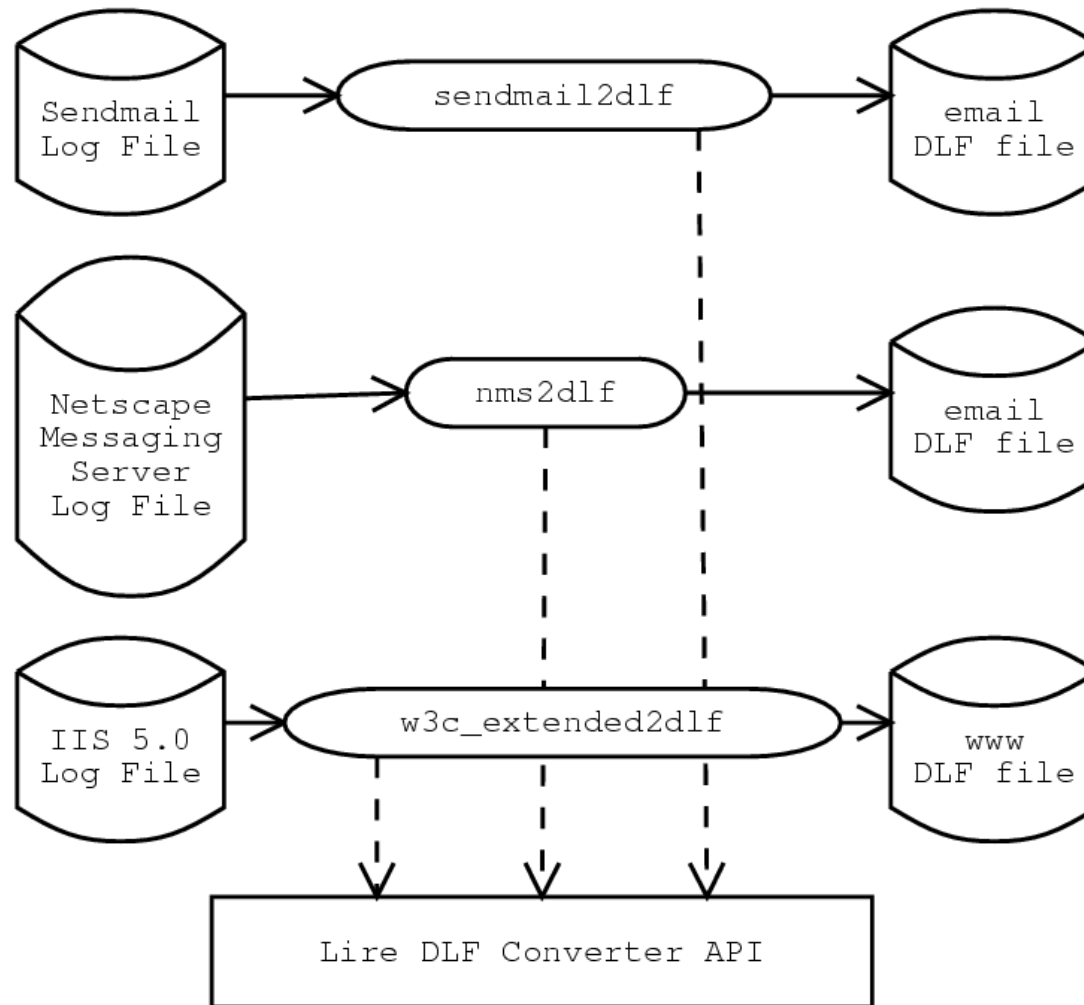 Sendmail
Log File
sendmail2dlf
email
DLF file
Netscape
Messaging
Server
Log File
nms2dlf
email
DLF file
IIS 5.0
Log File
w3c_extended2dlf
www
DLF file
Lire DLF Converter API